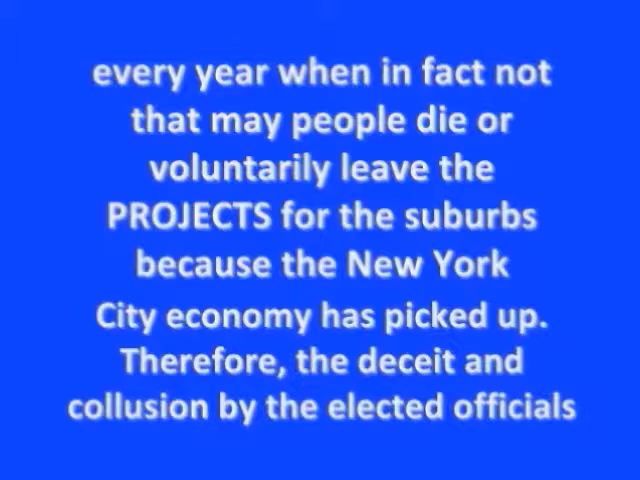 every year when in fact not
that may people die or
voluntarily leave the
PROJECTS for the suburbs
because the New York
City economy has picked up.
Therefore, the deceit and
collusion by the elected officials